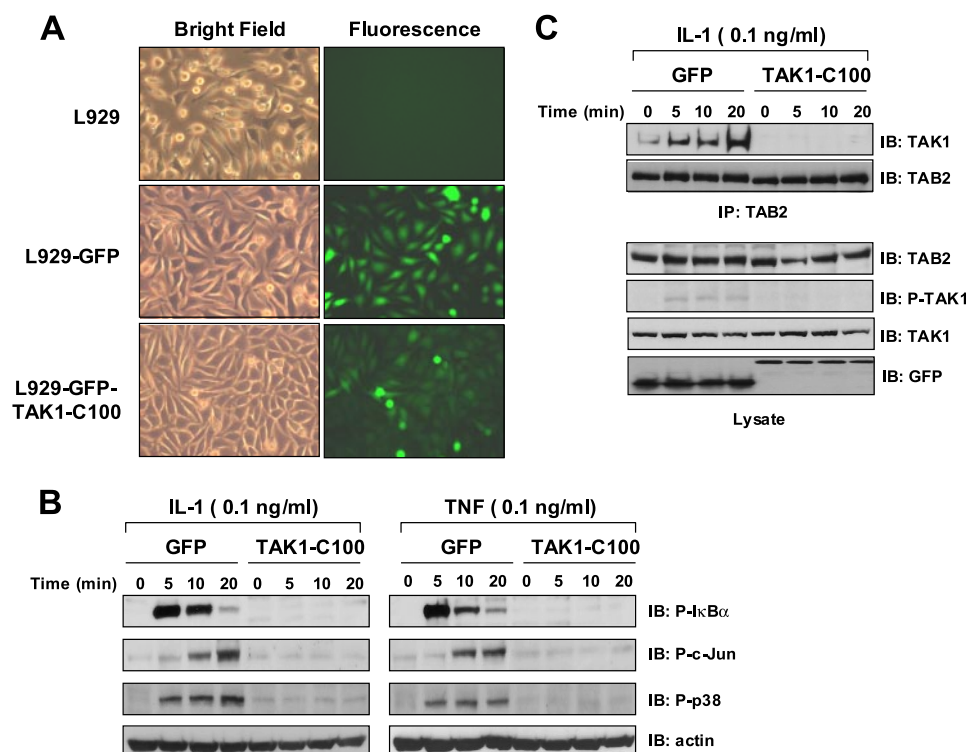 A
Bright Field Fluorescence
L929
L929-GFP
L929-GFP-
TAK1-C100
B
IL-1 ( 0.1 ng/ml)
GFP TAK1-C100
Time (min) 0 5 10 20 0 5 10 20
TNF (0.1 ng/ml)
GFP TAK1-C100
0 5 10 20 0 5 10 20
IB: P-IκBα
IB: P-c-Jun
IB: P-p38
IB: actin
C
IL-1 ( 0.1 ng/ml)
GFP TAK1-C100
Time (min) 0 5 10 20 0 5 10 20
IB: TAK1
IB: TAB2
IP: TAB2
IB: TAB2
IB: P-TAK1
IB: TAK1
IB: GFP
Lysate